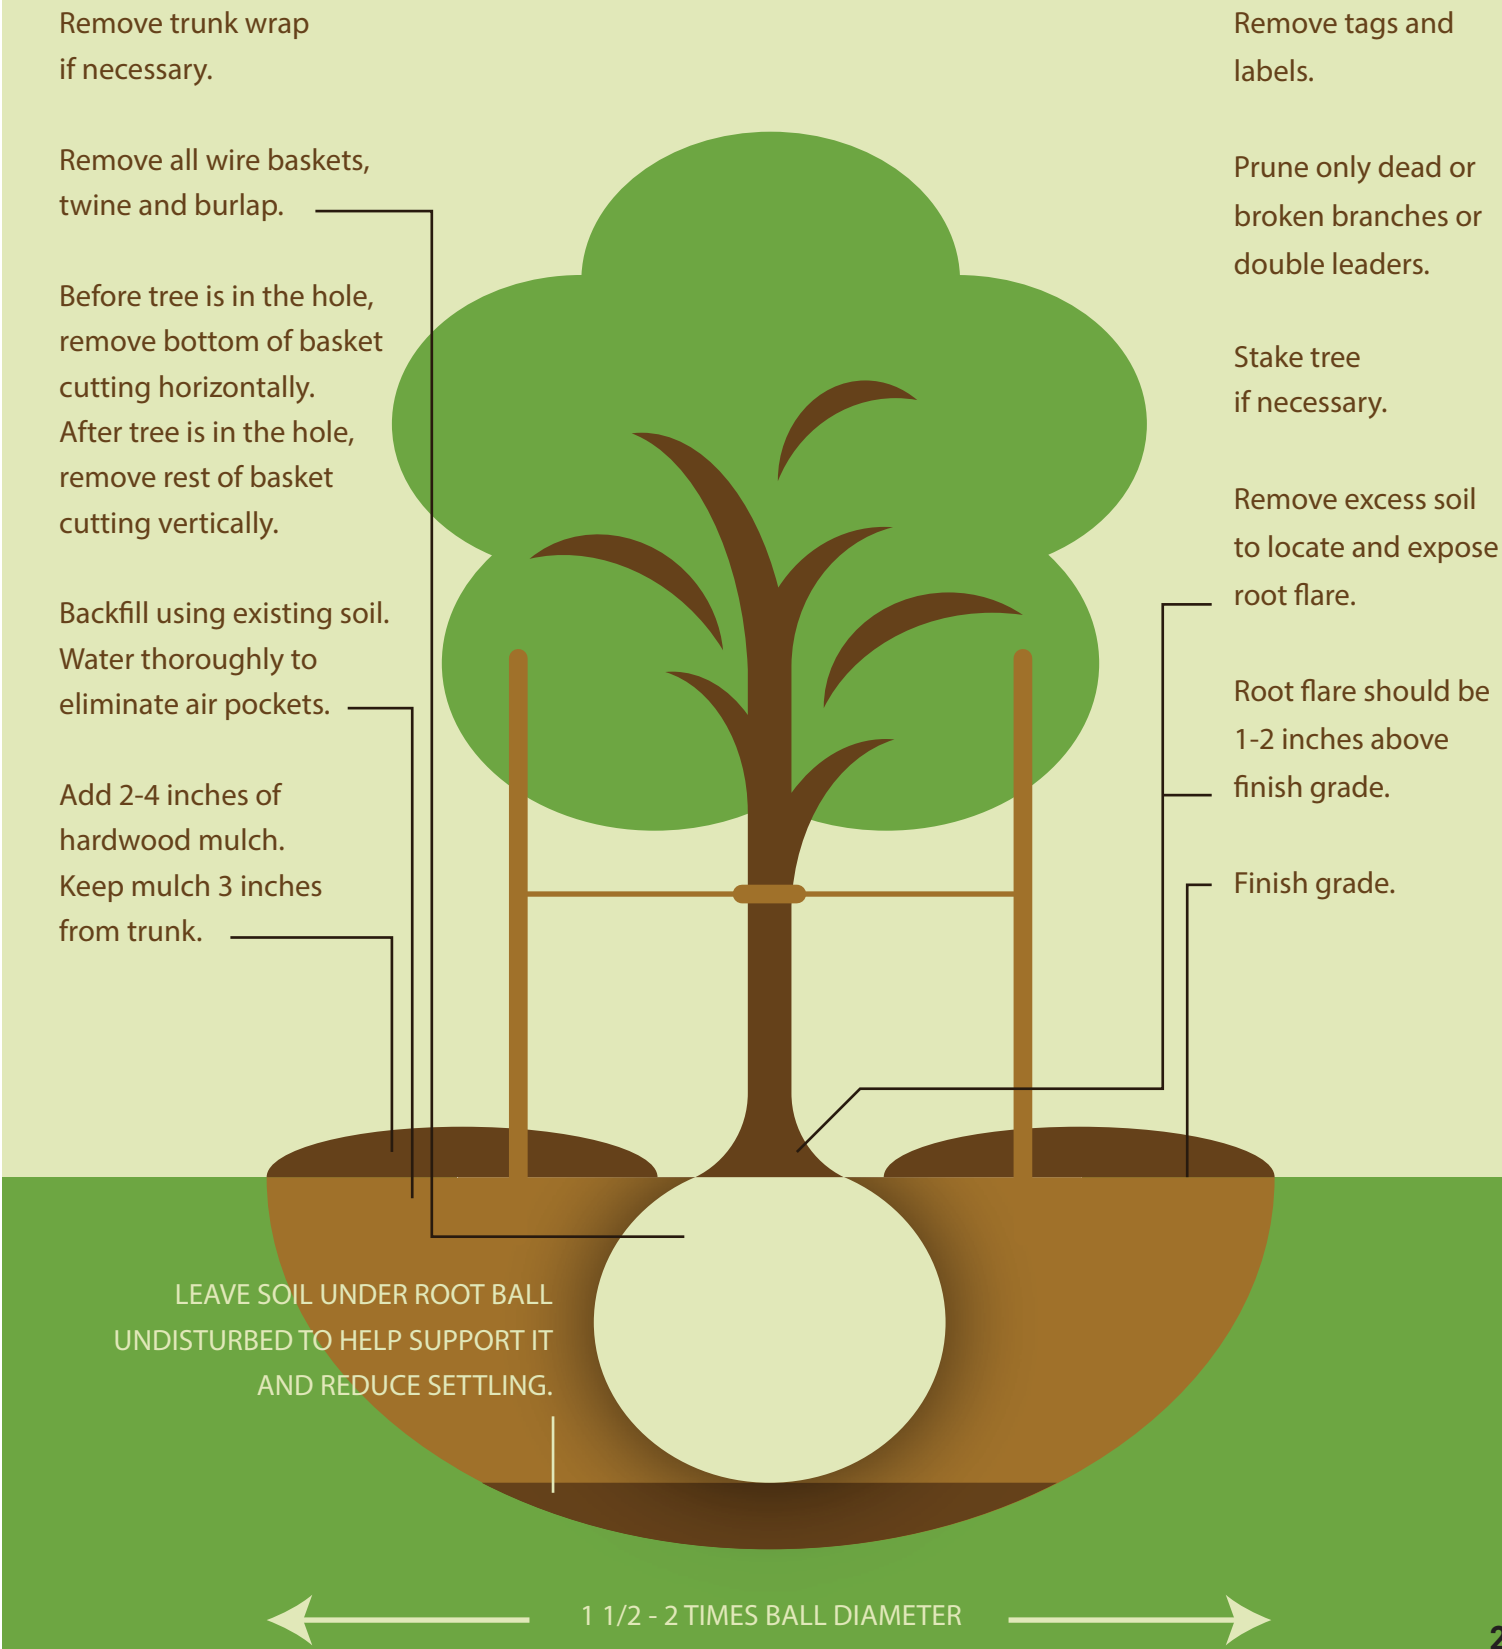 Remove trunk wrap
if necessary.
Remove all wire baskets,
twine and burlap.
Before tree is in the hole,
remove bottom of basket
cutting horizontally.
After tree is in the hole,
remove rest of basket
cutting vertically.
Backfill using existing soil.
Water thoroughly to
eliminate air pockets.
Add 2-4 inches of
hardwood mulch.
Keep mulch 3 inches
from trunk.
Remove tags and
labels.
Prune only dead or
broken branches or
double leaders.
Stake tree
if necessary.
Remove excess soil
to locate and expose
root flare.
Root flare should be
1-2 inches above
finish grade.
Finish grade.
LEAVE SOIL UNDER ROOT BALL
UNDISTURBED TO HELP SUPPORT IT
AND REDUCE SETTLING.
1 1/2 - 2 TIMES BALL DIAMETER
2